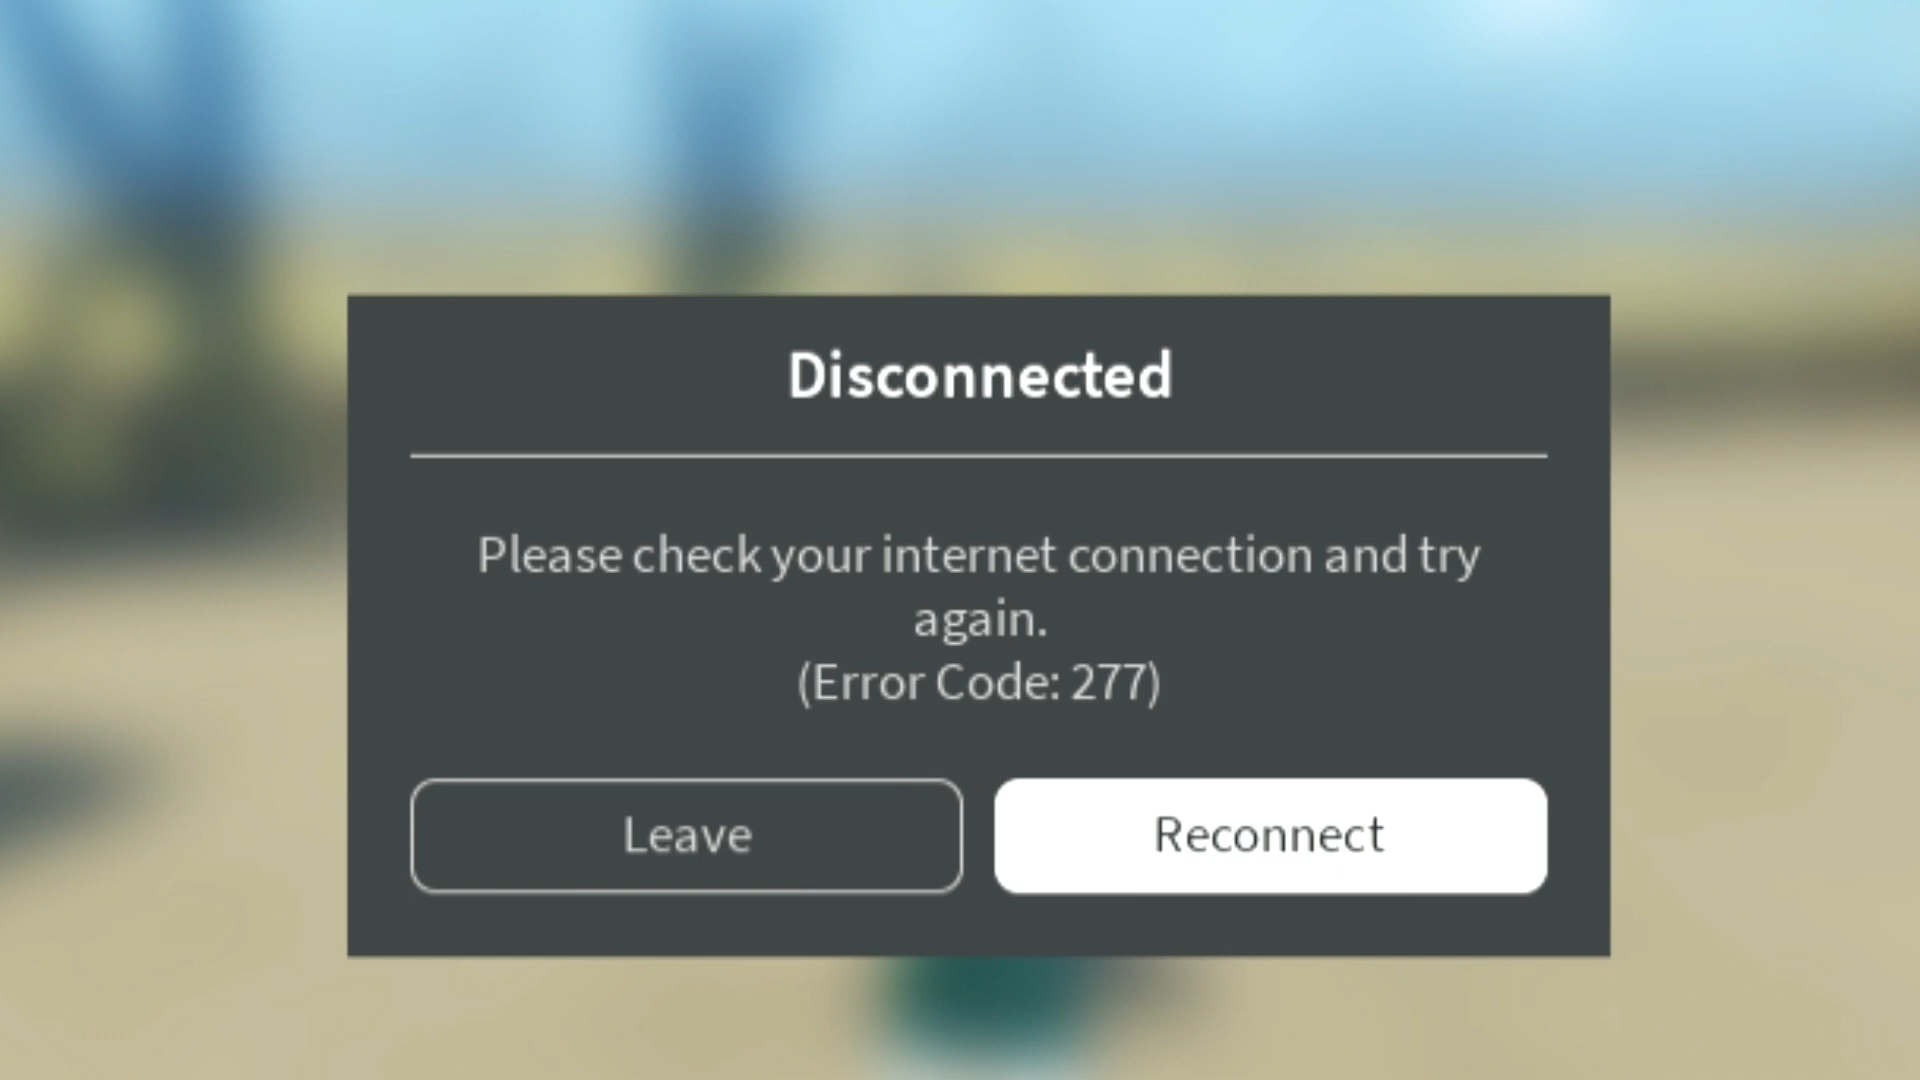 Disconnected
Please check your internet connection and try
again.
(Error Code: 277)
Leave
Reconnect